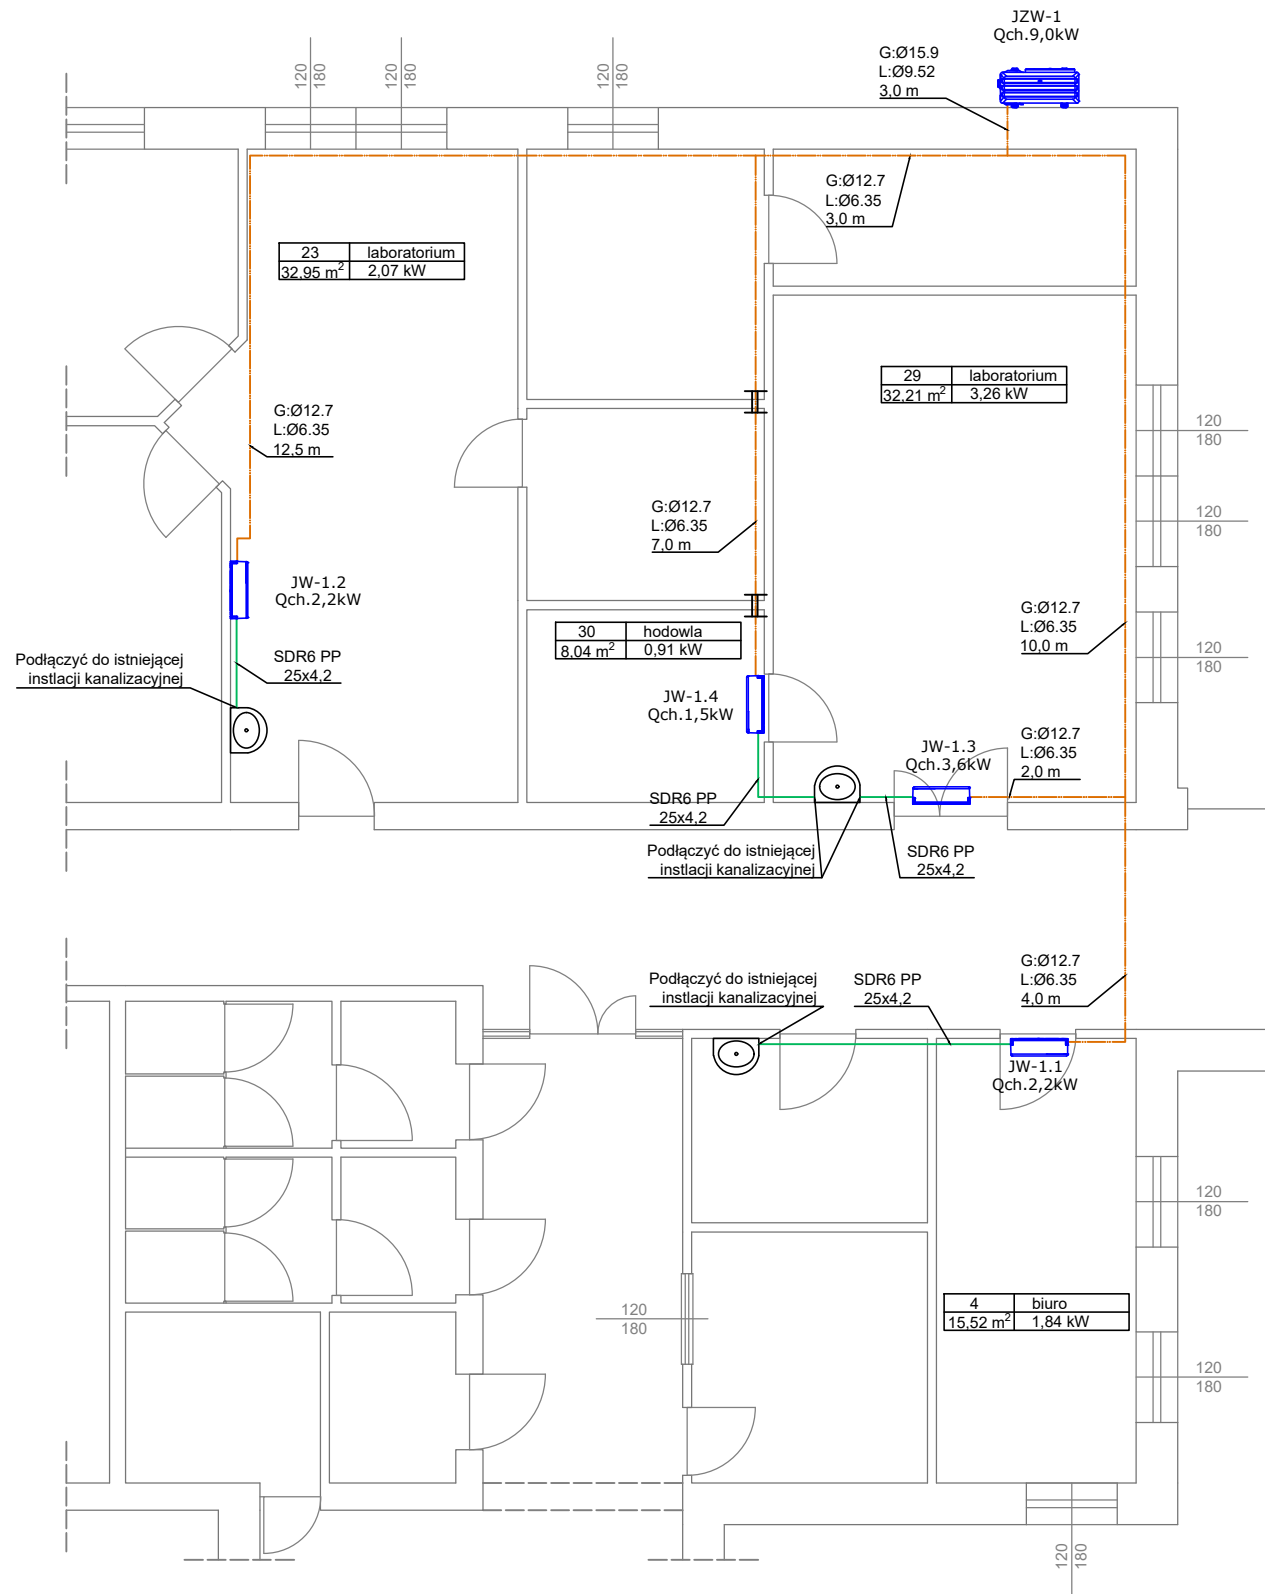 JZW-1
Qch.9,0kW
G:Ø15.9
L:Ø9.52
3,0 m
120
180
120
180
120
180
G:Ø12.7
L:Ø6.35
3,0 m
23 laboratorium
32,95 m² 2,07 kW
29 laboratorium
32,21 m² 3,26 kW
G:Ø12.7
L:Ø6.35
12,5 m
120
180
G:Ø12.7
L:Ø6.35
7,0 m
120
180
JW-1.2
Qch.2,2kW
G:Ø12.7
L:Ø6.35
10,0 m
30 hodowla
8,04 m² 0,91 kW
120
180
Podłączyć do istniejącej
instlacji kanalizacyjnej
SDR6 PP
25x4,2
JW-1.4
Qch.1,5kW
JW-1.3
Qch.3,6kW
G:Ø12.7
L:Ø6.35
2,0 m
SDR6 PP
25x4,2
Podłączyć do istniejącej
instlacji kanalizacyjnej
SDR6 PP
25x4,2
Podłączyć do istniejącej
instlacji kanalizacyjnej
SDR6 PP
25x4,2
G:Ø12.7
L:Ø6.35
4,0 m
JW-1.1
Qch.2,2kW
120
180
4 biuro
15,52 m² 1,84 kW
120
180
120
180
120
180